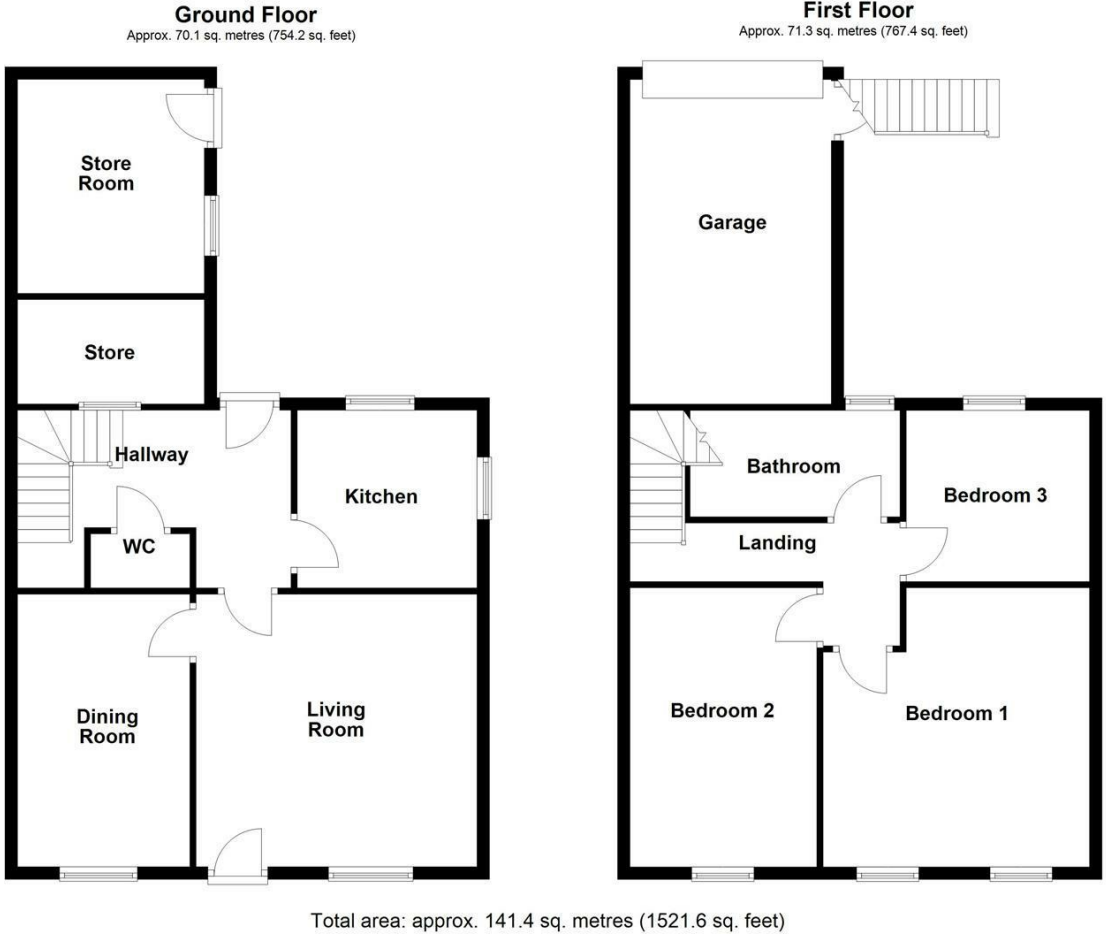 Ground Floor
Approx. 70.1 sq. metres (754.2 sq. feet)
Store
Room
Store
Hallway
Kitchen
WC
Dining
Room
Living
Room
First Floor
Approx. 71.3 sq. metres (767.4 sq. feet)
Garage
Bathroom
Bedroom 3
Landing
Bedroom 2
Bedroom 1
Total area: approx. 141.4 sq. metres (1521.6 sq. feet)